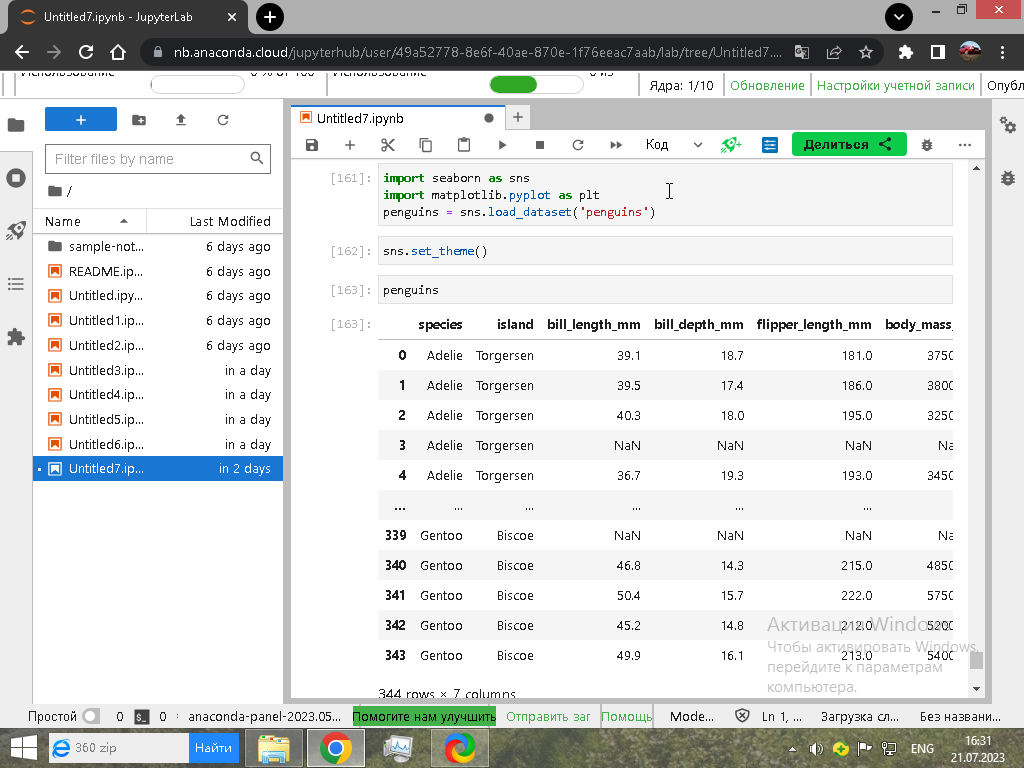 Untitled7.ipynb - JupyterLab
nb.anaconda.cloud/jupyterhub/user/49a52778-8e6f-40ae-870e-1f76eeac7aab/lab/tree/Untitled7....
Использование 0 % от 100 Использование 0 из
Ядра: 1/10 Обновление Настройки учетной записи Опубл
Untitled7.ipynb
Код Делиться
Filter files by name
/
Name Last Modified
sample-not... 6 days ago
README.ip... 6 days ago
Untitled.ipy... 6 days ago
Untitled1.ip... 6 days ago
Untitled2.ip... 6 days ago
Untitled3.ip... in a day
Untitled4.ip... in a day
Untitled5.ip... in a day
Untitled6.ip... in a day
Untitled7.ip... in 2 days
[161]: import seaborn as sns
import matplotlib.pyplot as plt
penguins = sns.load_dataset('penguins')
[162]: sns.set_theme()
[163]: penguins
[163]: species island bill_length_mm bill_depth_mm flipper_length_mm body_mass_
0 Adelie Torgersen 39.1 18.7 181.0 3750
1 Adelie Torgersen 39.5 17.4 186.0 3800
2 Adelie Torgersen 40.3 18.0 195.0 3250
3 Adelie Torgersen NaN NaN NaN Na
4 Adelie Torgersen 36.7 19.3 193.0 3450
... ... ... ... ... ...
339 Gentoo Biscoe NaN NaN NaN Na
340 Gentoo Biscoe 46.8 14.3 215.0 4850
341 Gentoo Biscoe 50.4 15.7 222.0 5750
342 Gentoo Biscoe 45.2 14.8 212.0 5200
343 Gentoo Biscoe 49.9 16.1 213.0 5400
344 rows × 7 columns
Активация Windows
Чтобы активировать Windows,
перейдите к параметрам
компьютера.
Простой 0 $_ 0 anaconda-panel-2023.05... Помогите нам улучшить Отправить заг Помощь Mode... Ln 1, ... Загрузка сл... Без названи...
360 zip Найти
ENG 16:31
21.07.2023